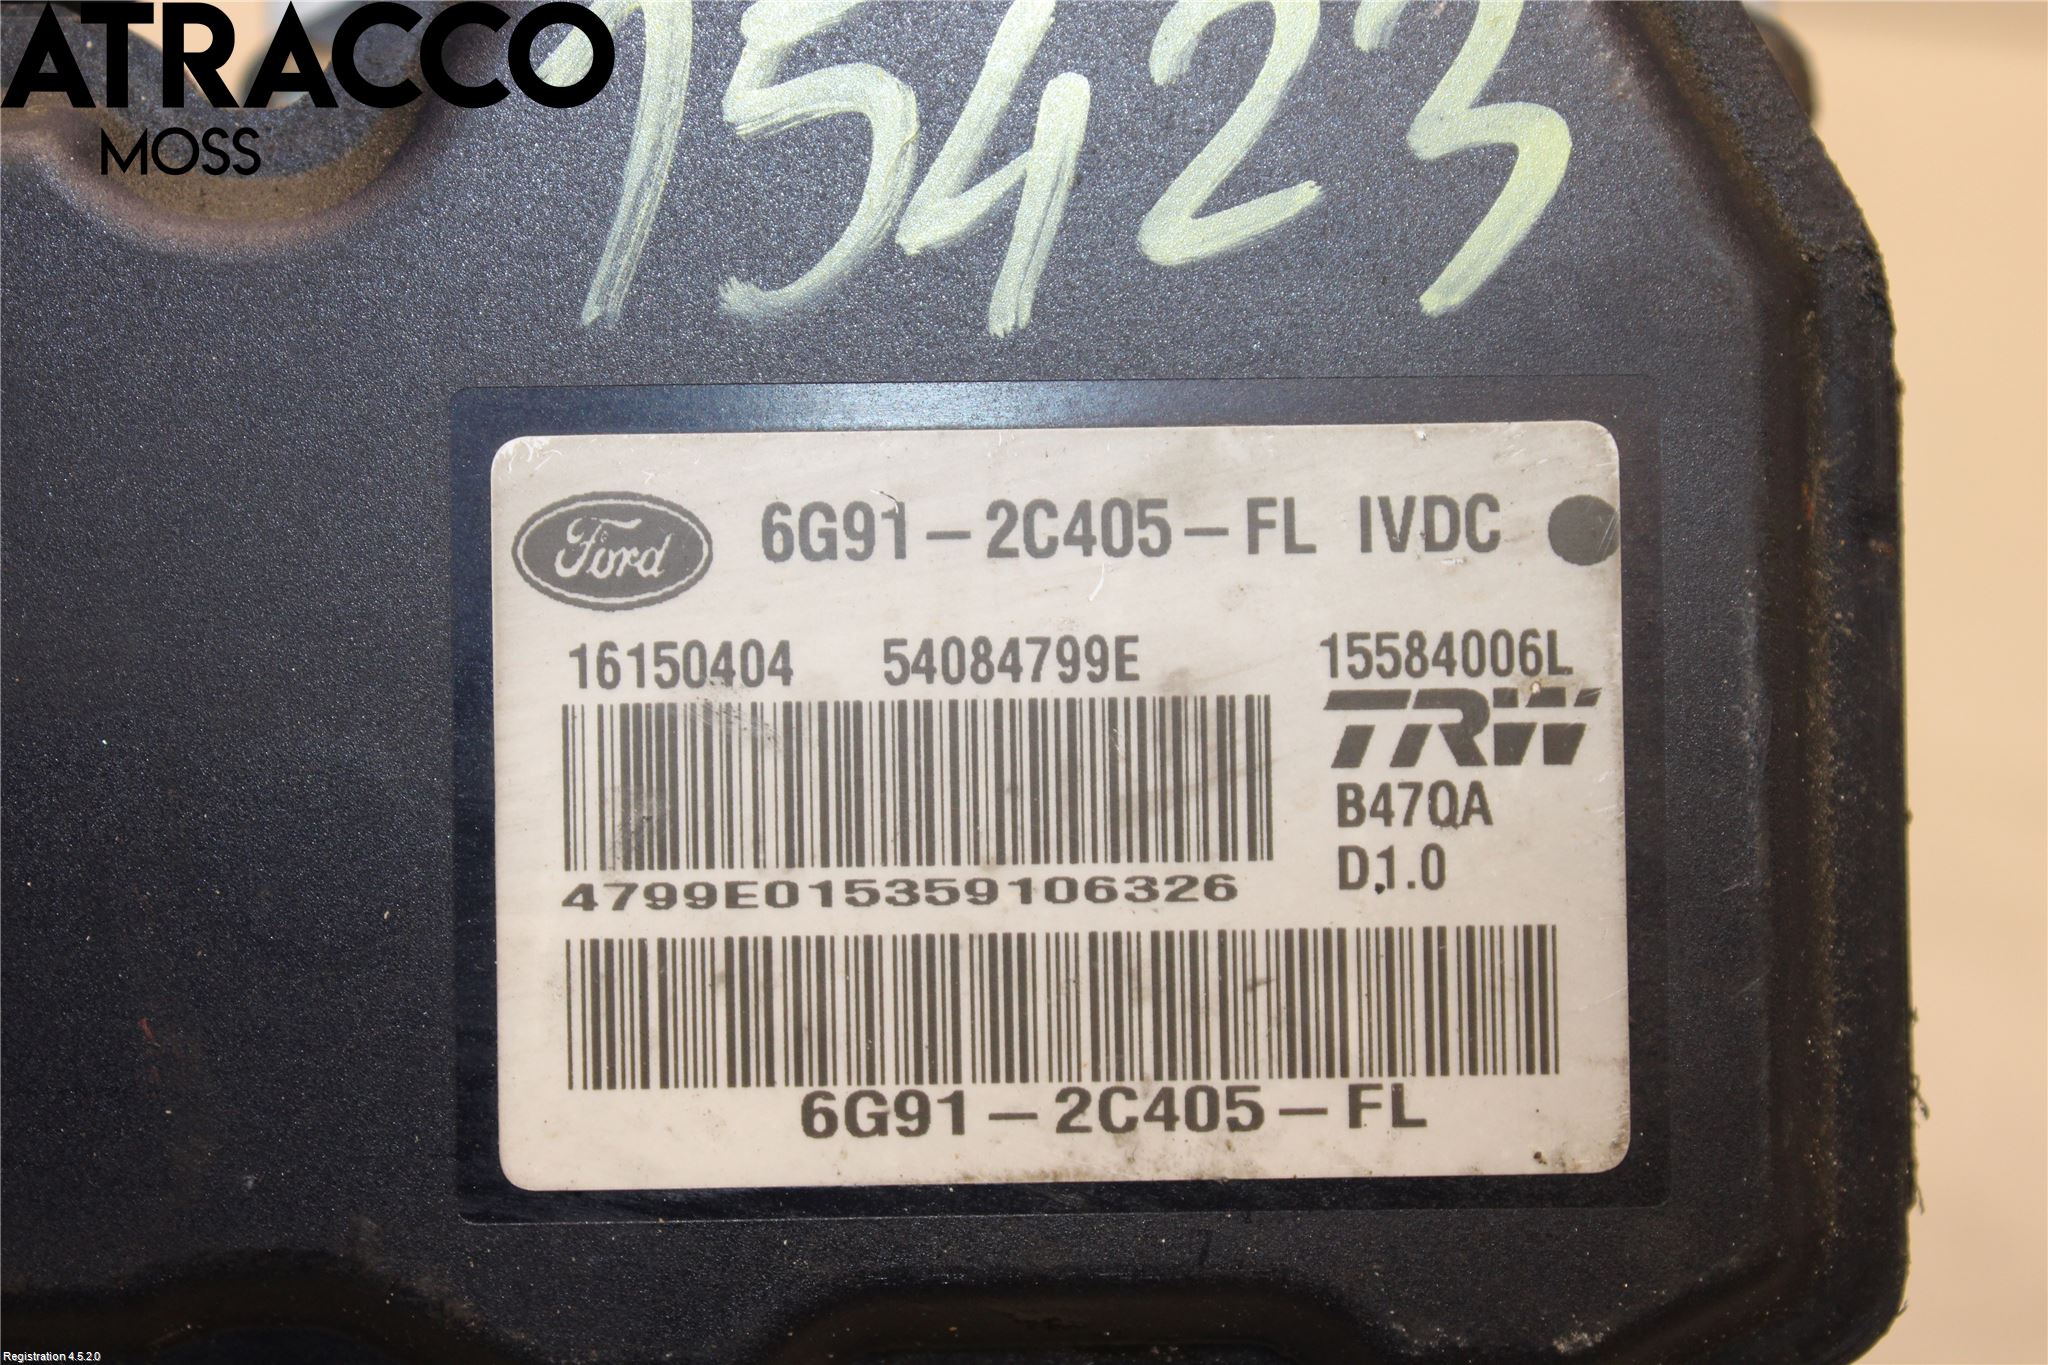 ATRACCO
MOSS
15423
Ford 6G91-2C405-FL IVDC
16150404 54084799E 15584006L
TRW
B47QA
D1.0
4799E015359106326
6G91-2C405-FL
Registration 4.5.2.0